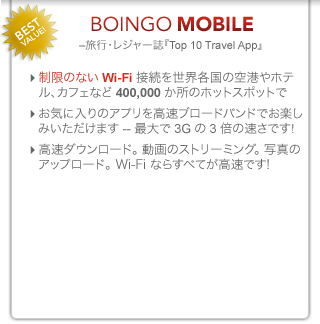 BEST
VALUE!
BOINGO MOBILE
–旅行・レジャー誌『Top 10 Travel App』
制限のない Wi-Fi 接続を世界各国の空港やホテ
ル、カフェなど 400,000 か所のホットスポットで
お気に入りのアプリを高速ブロードバンドでお楽し
みいただけます -- 最大で 3G の 3 倍の速さです!
高速ダウンロード。動画のストリーミング。写真の
アップロード。 Wi-Fi ならすべてが高速です!